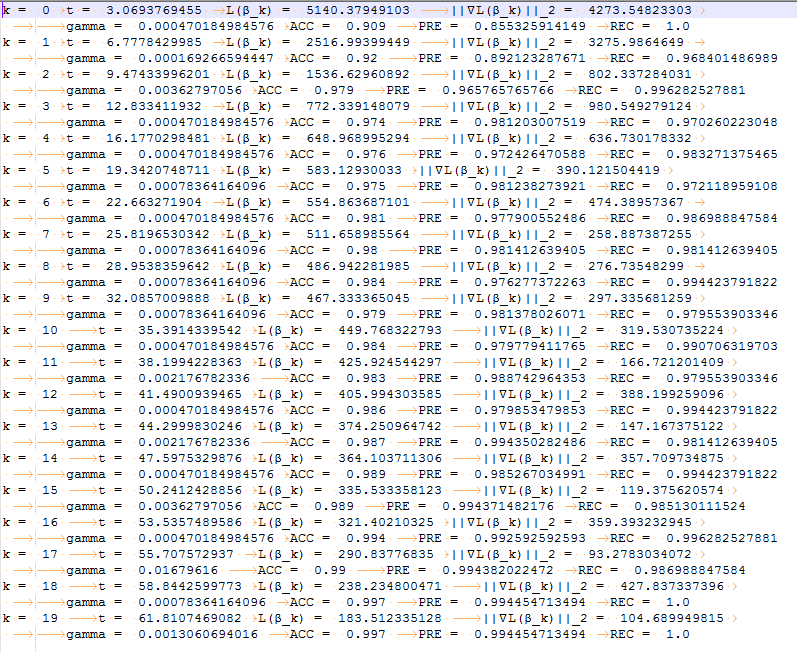 k = 0 t = 3.0693769455 L(β_k) = 5140.37949103 ||∇L(β_k)||_2 = 4273.54823303
gamma = 0.000470184984576 ACC = 0.909 PRE = 0.855325914149 REC = 1.0
k = 1 t = 6.7778429985 L(β_k) = 2516.99399449 ||∇L(β_k)||_2 = 3275.9864649
gamma = 0.000169266594447 ACC = 0.92 PRE = 0.892123287671 REC = 0.968401486989
k = 2 t = 9.47433996201 L(β_k) = 1536.62960892 ||∇L(β_k)||_2 = 802.337284031
gamma = 0.00362797056 ACC = 0.979 PRE = 0.965765765766 REC = 0.996282527881
k = 3 t = 12.833411932 L(β_k) = 772.339148079 ||∇L(β_k)||_2 = 980.549279124
gamma = 0.000470184984576 ACC = 0.974 PRE = 0.981203007519 REC = 0.970260223048
k = 4 t = 16.1770298481 L(β_k) = 648.968995294 ||∇L(β_k)||_2 = 636.730178332
gamma = 0.000470184984576 ACC = 0.976 PRE = 0.972426470588 REC = 0.983271375465
k = 5 t = 19.3420748711 L(β_k) = 583.12930033 ||∇L(β_k)||_2 = 390.121504419
gamma = 0.00078364164096 ACC = 0.975 PRE = 0.981238273921 REC = 0.972118959108
k = 6 t = 22.663271904 L(β_k) = 554.863687101 ||∇L(β_k)||_2 = 474.38957367
gamma = 0.000470184984576 ACC = 0.981 PRE = 0.977900552486 REC = 0.986988847584
k = 7 t = 25.8196530342 L(β_k) = 511.658985564 ||∇L(β_k)||_2 = 258.887387255
gamma = 0.00078364164096 ACC = 0.98 PRE = 0.981412639405 REC = 0.981412639405
k = 8 t = 28.9538359642 L(β_k) = 486.942281985 ||∇L(β_k)||_2 = 276.73548299
gamma = 0.00078364164096 ACC = 0.984 PRE = 0.976277372263 REC = 0.994423791822
k = 9 t = 32.0857009888 L(β_k) = 467.333365045 ||∇L(β_k)||_2 = 297.335681259
gamma = 0.00078364164096 ACC = 0.979 PRE = 0.981378026071 REC = 0.979553903346
k = 10 t = 35.3914339542 L(β_k) = 449.768322793 ||∇L(β_k)||_2 = 319.530735224
gamma = 0.000470184984576 ACC = 0.984 PRE = 0.979779411765 REC = 0.990706319703
k = 11 t = 38.1994228363 L(β_k) = 425.924544297 ||∇L(β_k)||_2 = 166.721201409
gamma = 0.002176782336 ACC = 0.983 PRE = 0.988742964353 REC = 0.979553903346
k = 12 t = 41.4900939465 L(β_k) = 405.994303585 ||∇L(β_k)||_2 = 388.199259096
gamma = 0.000470184984576 ACC = 0.986 PRE = 0.979853479853 REC = 0.994423791822
k = 13 t = 44.2999830246 L(β_k) = 374.250964742 ||∇L(β_k)||_2 = 147.167375122
gamma = 0.002176782336 ACC = 0.987 PRE = 0.994350282486 REC = 0.981412639405
k = 14 t = 47.5975329876 L(β_k) = 364.103711306 ||∇L(β_k)||_2 = 357.709734875
gamma = 0.000470184984576 ACC = 0.989 PRE = 0.985267034991 REC = 0.994423791822
k = 15 t = 50.2412428856 L(β_k) = 335.533358123 ||∇L(β_k)||_2 = 119.375620574
gamma = 0.00362797056 ACC = 0.989 PRE = 0.994371482176 REC = 0.985130111524
k = 16 t = 53.5357489586 L(β_k) = 321.40210325 ||∇L(β_k)||_2 = 359.393232945
gamma = 0.000470184984576 ACC = 0.994 PRE = 0.992592592593 REC = 0.996282527881
k = 17 t = 55.707572937 L(β_k) = 290.83776835 ||∇L(β_k)||_2 = 93.2783034072
gamma = 0.01679616 ACC = 0.99 PRE = 0.994382022472 REC = 0.986988847584
k = 18 t = 58.8442599773 L(β_k) = 238.234800471 ||∇L(β_k)||_2 = 427.837337396
gamma = 0.00078364164096 ACC = 0.997 PRE = 0.994454713494 REC = 1.0
k = 19 t = 61.8107469082 L(β_k) = 183.512335128 ||∇L(β_k)||_2 = 104.689949815
gamma = 0.0013060694016 ACC = 0.997 PRE = 0.994454713494 REC = 1.0